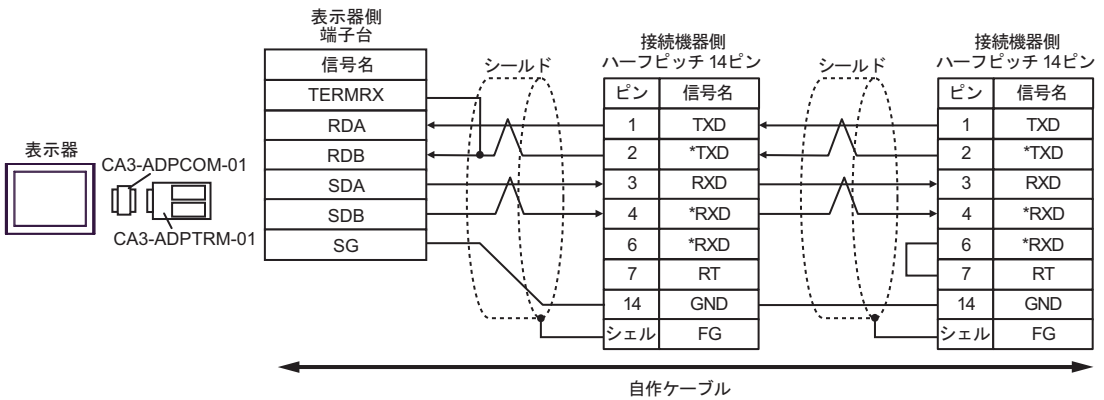 表示器
CA3-ADPCOM-01
CA3-ADPTRM-01
表示器側
端子台
信号名
TERMRX
RDA
RDB
SDA
SDB
SG
シールド
接続機器側
ハーフピッチ 14ピン
ピン 信号名
1 TXD
2 *TXD
3 RXD
4 *RXD
6 *RXD
7 RT
14 GND
シェル FG
シールド
接続機器側
ハーフピッチ 14ピン
ピン 信号名
1 TXD
2 *TXD
3 RXD
4 *RXD
6 *RXD
7 RT
14 GND
シェル FG
自作ケーブル